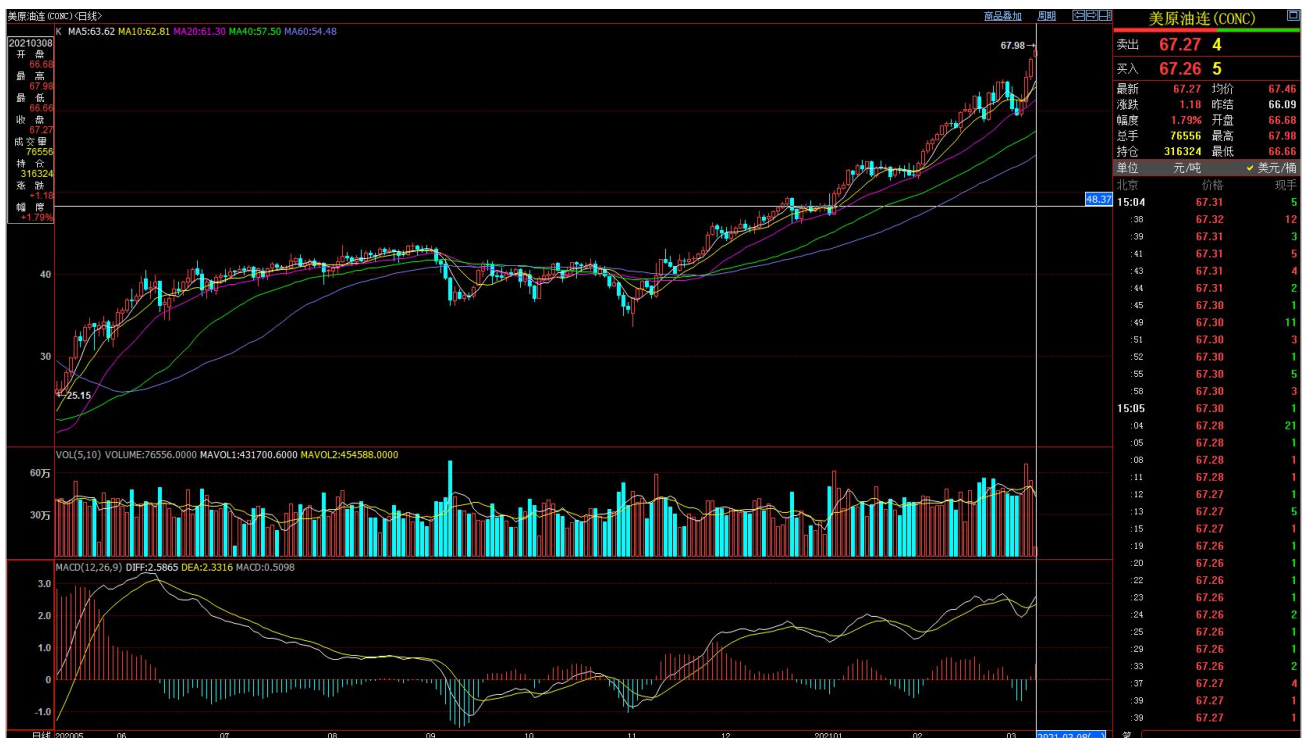 美原油连(CONC)<日线>
商品叠加 周期
K MA5:63.62 MA10:62.81 MA20:61.30 MA40:57.50 MA60:54.48
20210308
开 盘
66.68
最 高
67.98
最 低
66.66
收 盘
67.27
成交量
76556
持 仓
316324
涨 跌
+1.18
幅 度
+1.79%
67.98
48.37
40
30
25.15
VOL(5,10) VOLUME:76556.0000 MAVOL1:431700.6000 MAVOL2:454588.0000
60万
30万
MACD(12,26,9) DIFF:2.5865 DEA:2.3316 MACD:0.5098
3.0
2.0
1.0
0
-1.0
日线 202005 06 07 08 09 10 11 12 202101 02 03
美原油连(CONC)
卖出 67.27 4
买入 67.26 5
最新 67.27 均价 67.46
涨跌 1.18 昨结 66.09
幅度 1.79% 开盘 66.68
总手 76556 最高 67.98
持仓 316324 最低 66.66
单位 元/吨 美元/桶
北京 价格 现手
15:04 67.31 5
:38 67.32 12
:39 67.31 3
:41 67.31 5
:43 67.31 4
:44 67.31 2
:45 67.30 1
:49 67.30 11
:51 67.30 3
:52 67.30 1
:55 67.30 5
:58 67.30 3
15:05 67.30 1
:04 67.28 21
:05 67.28 1
:08 67.28 1
:11 67.28 1
:12 67.27 1
:13 67.27 5
:15 67.27 1
:19 67.26 1
:20 67.26 1
:22 67.26 1
:23 67.26 1
:24 67.26 2
:25 67.26 1
:29 67.26 1
:33 67.26 2
:37 67.27 4
:39 67.27 1
:39 67.27 1
笔